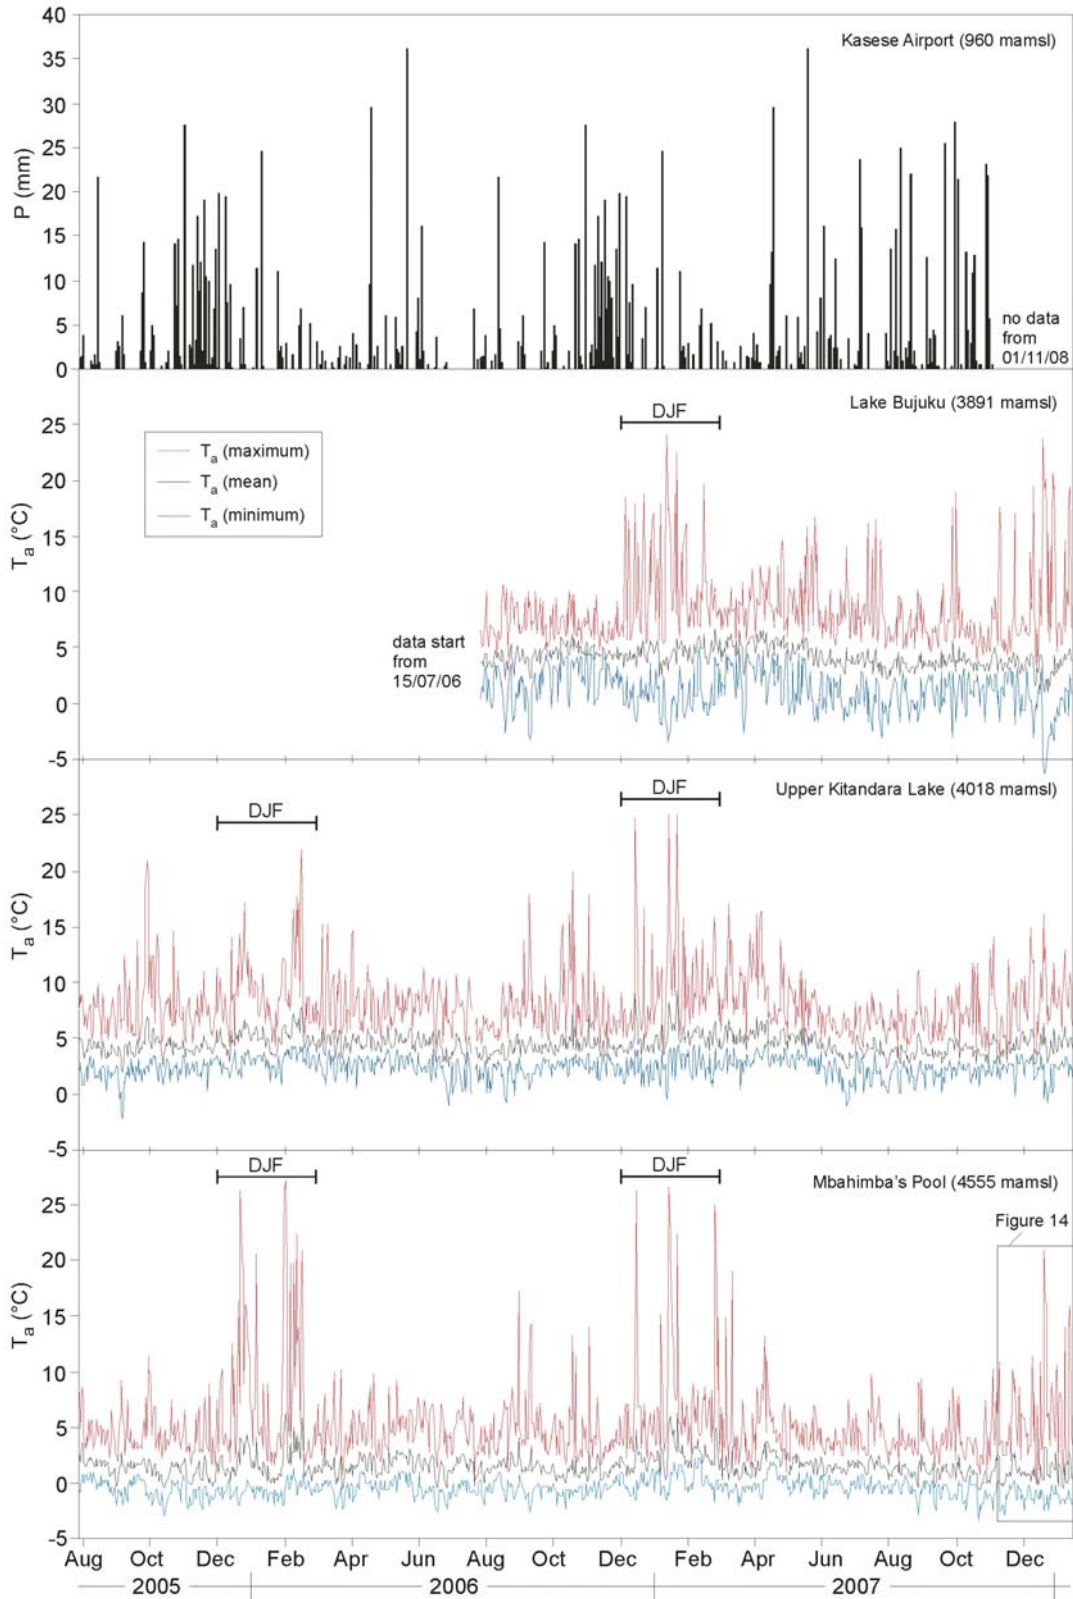 40
35
30
25
20
15
10
5
0
P (mm)
Kasese Airport (960 mamsl)
no data
from
01/11/08
25
20
15
10
5
0
-5
Tₐ (°C)
Lake Bujuku (3891 mamsl)
DJF
Tₐ (maximum)
Tₐ (mean)
Tₐ (minimum)
data start
from
15/07/06
25
20
15
10
5
0
-5
Tₐ (°C)
Upper Kitandara Lake (4018 mamsl)
DJF
DJF
25
20
15
10
5
0
-5
Tₐ (°C)
Mbahimba's Pool (4555 mamsl)
DJF
DJF
Figure 14
Aug Oct Dec Feb Apr Jun Aug Oct Dec Feb Apr Jun Aug Oct Dec
2005 2006 2007